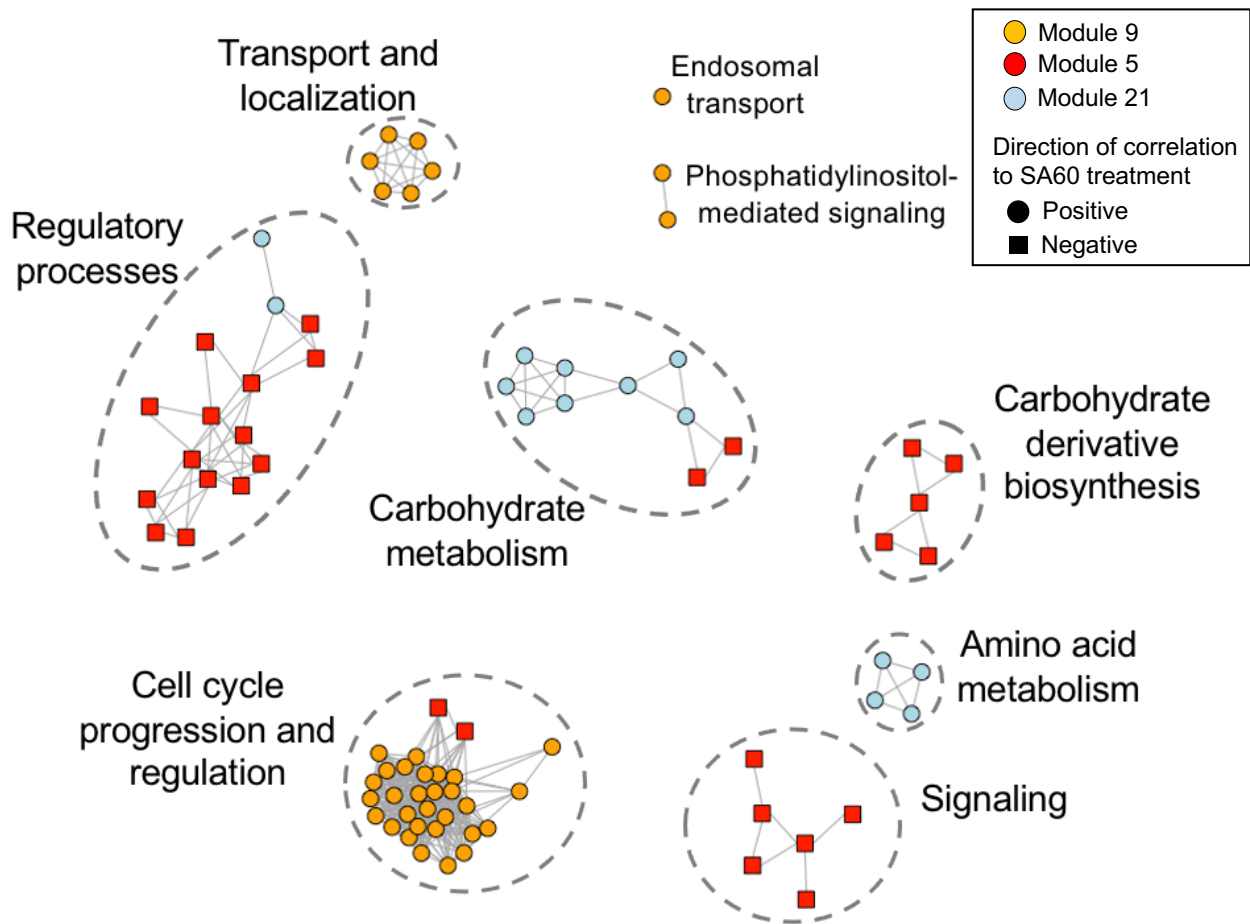 Transport and
localization
Endosomal
transport
Phosphatidylinositol-
mediated signaling
Module 9
Module 5
Module 21
Direction of correlation
to SA60 treatment
Positive
Negative
Regulatory
processes
Carbohydrate
metabolism
Carbohydrate
derivative
biosynthesis
Amino acid
metabolism
Cell cycle
progression and
regulation
Signaling